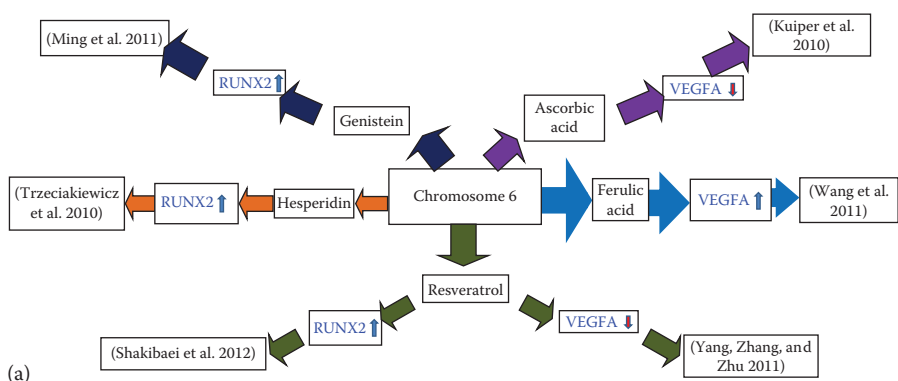 (Ming et al. 2011)
(Kuiper et al.
2010)
RUNX2
VEGFA
Genistein
Ascorbic
acid
(Trzeciakiewicz
et al. 2010)
RUNX2
Hesperidin
Chromosome 6
Ferulic
acid
VEGFA
(Wang et al.
2011)
Resveratrol
RUNX2
VEGFA
(Shakibaei et al. 2012)
(Yang, Zhang, and
Zhu 2011)
(a)